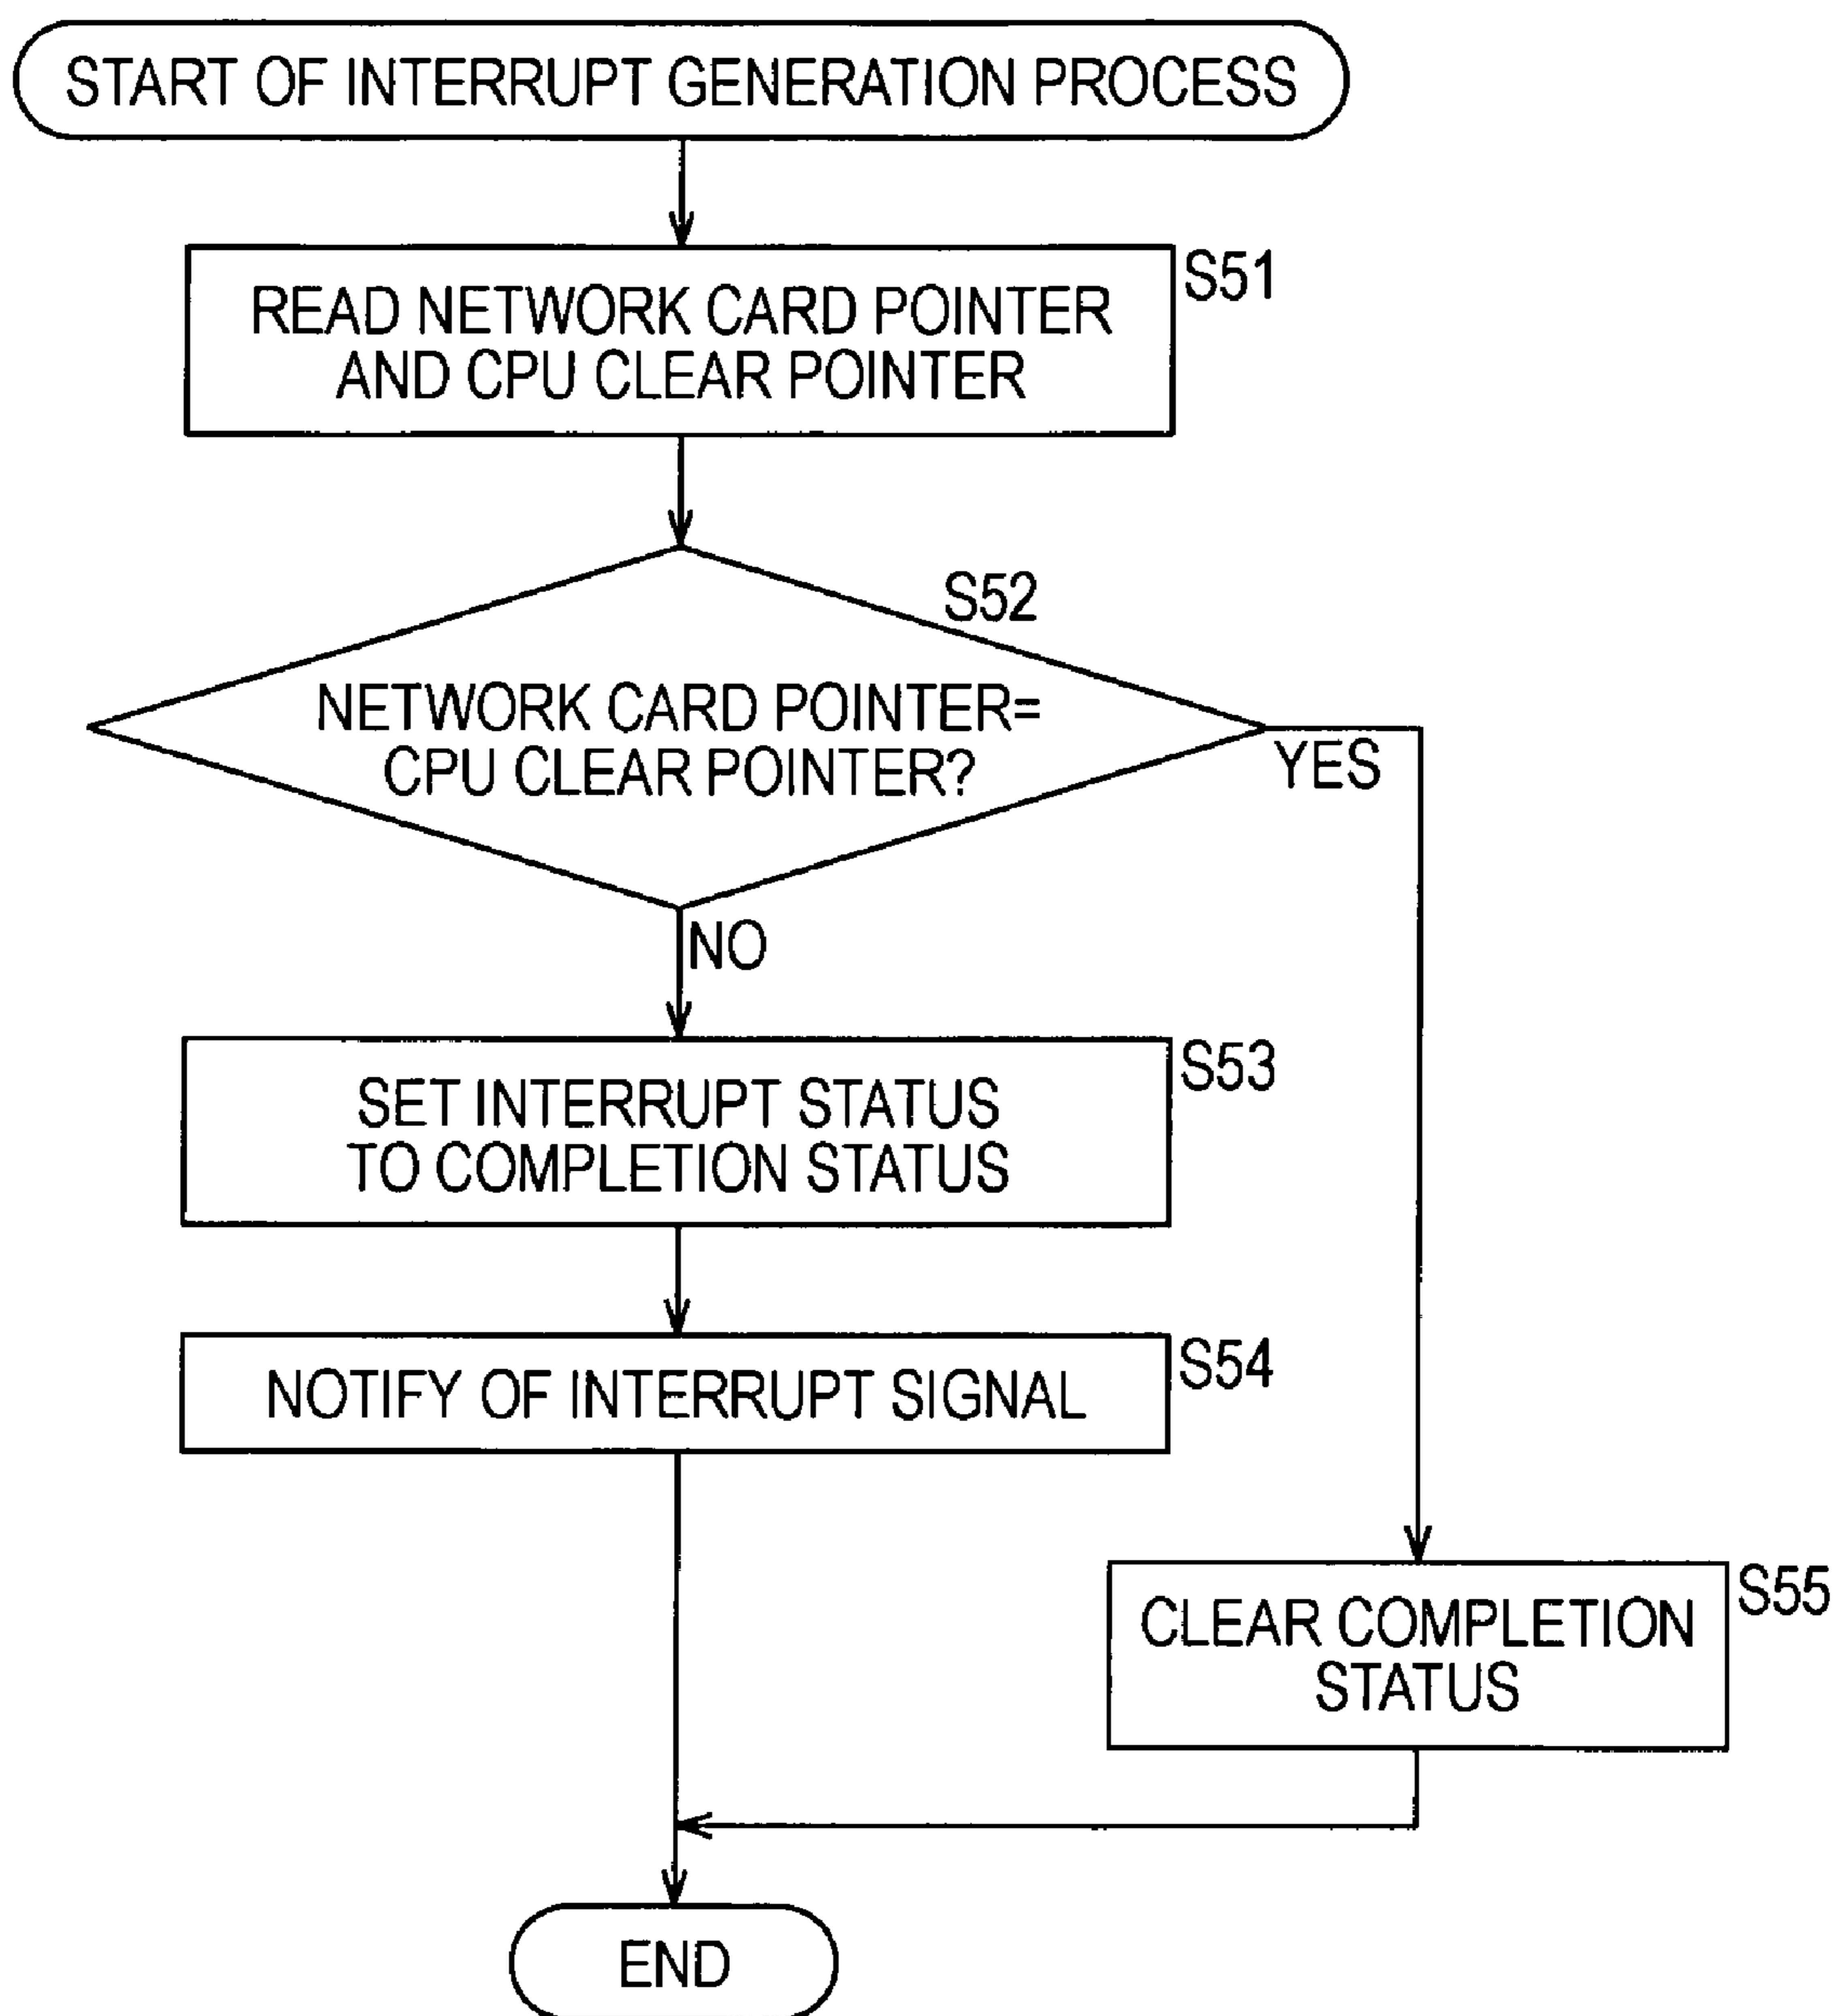 START OF INTERRUPT GENERATION PROCESS
S51
READ NETWORK CARD POINTER
AND CPU CLEAR POINTER
S52
NETWORK CARD POINTER=
CPU CLEAR POINTER?
YES
NO
S53
SET INTERRUPT STATUS
TO COMPLETION STATUS
S54
NOTIFY OF INTERRUPT SIGNAL
S55
CLEAR COMPLETION
STATUS
END